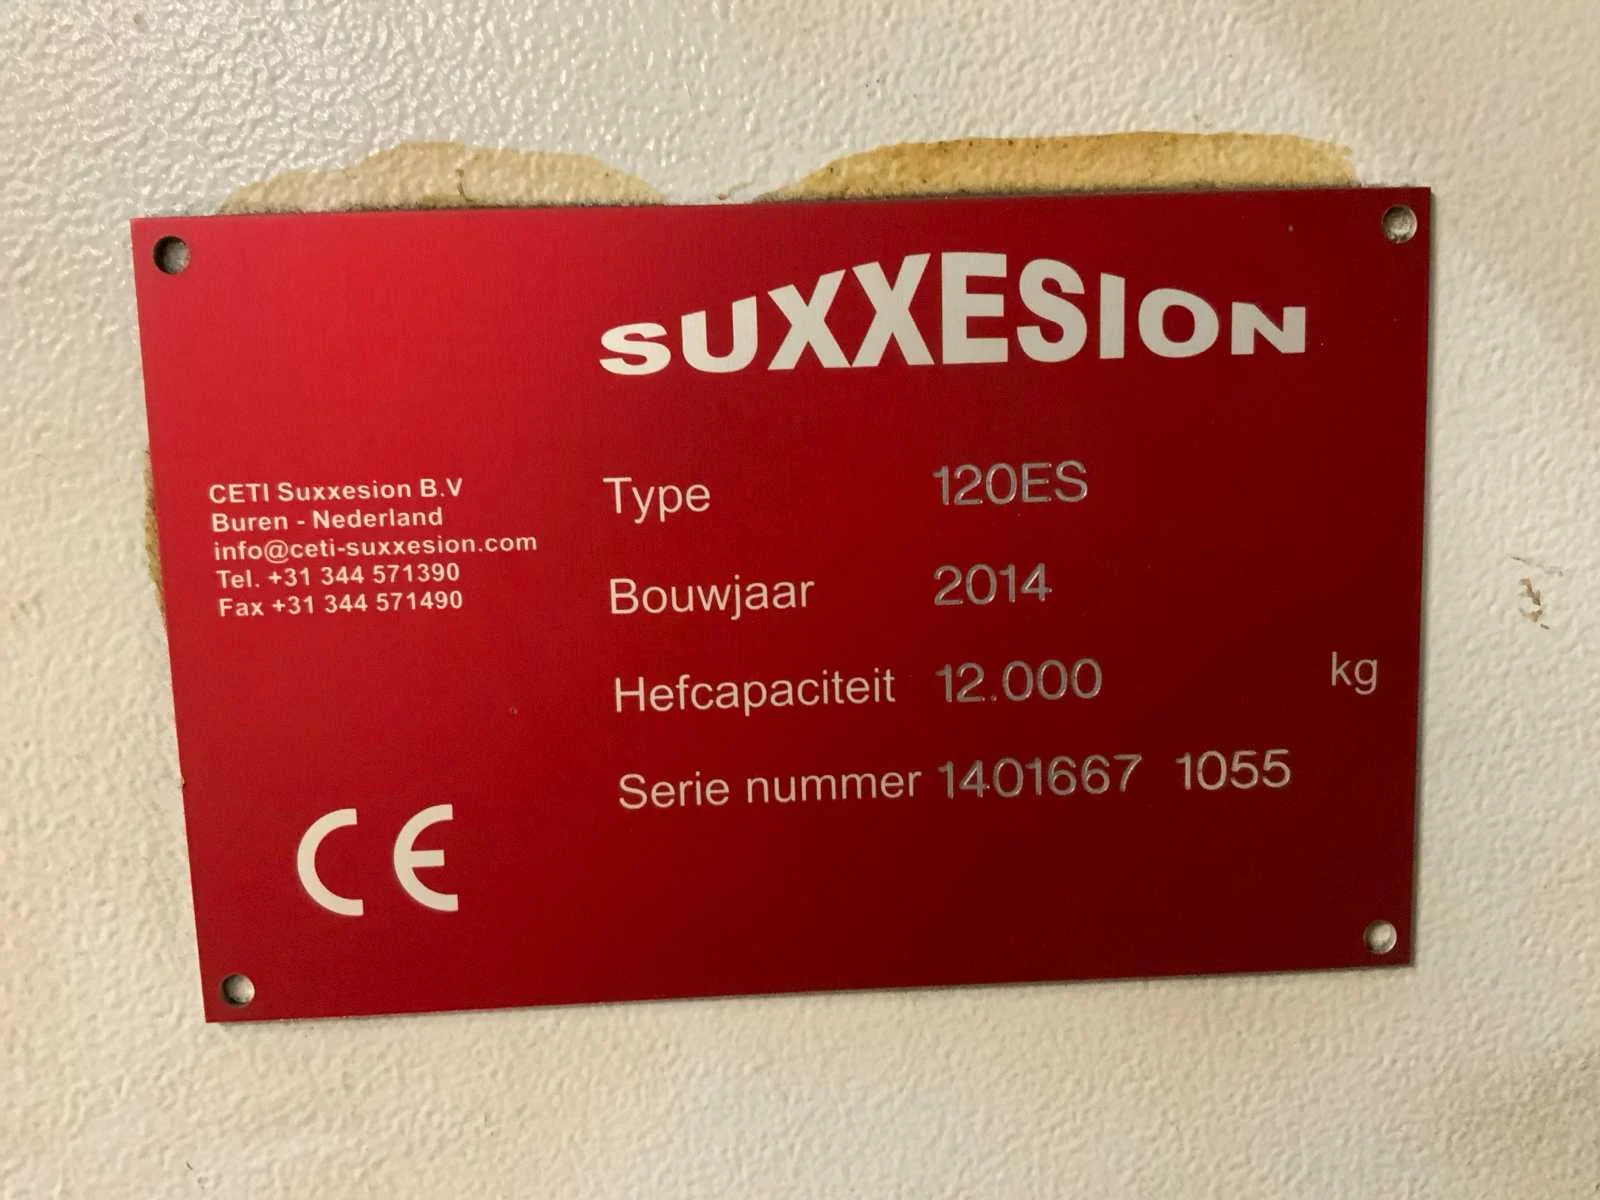 SUXXESION
CETI Suxxesion B.V
Buren - Nederland
info@ceti-suxxesion.com
Tel. +31 344 571390
Fax +31 344 571490
Type 120ES
Bouwjaar 2014
Hefcapaciteit 12.000 kg
Serie nummer 1401667 1055
CE